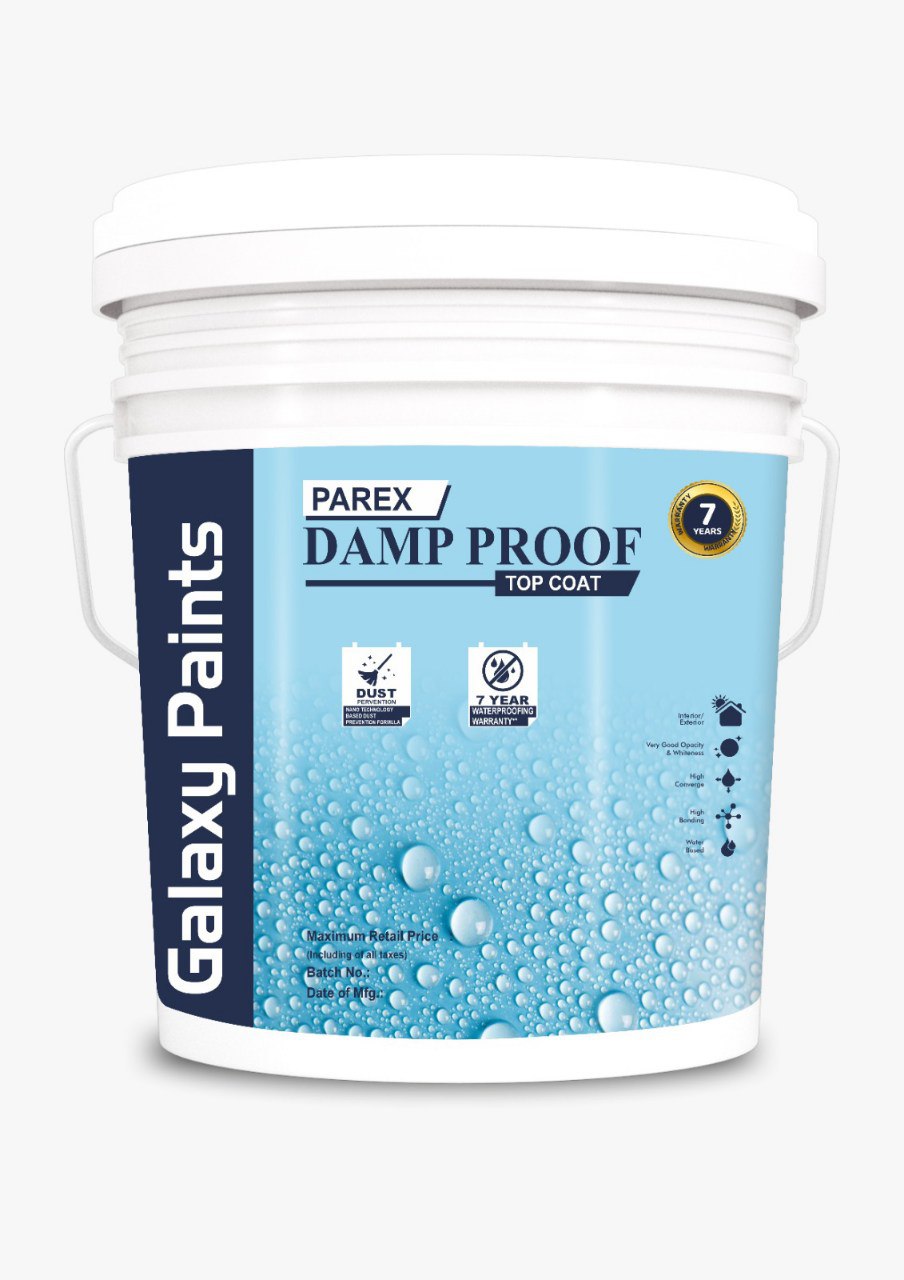 Galaxy Paints
PAREX
DAMP PROOF
TOP COAT
WARRANTY
7
YEARS
WARRANTY
DUST
PERVENTION
NANO TECHNOLOGY
BASED DUST
PREVENTION FORMULA
7 YEAR
WATERPROOFING
WARRANTY**
Interior/
Exterior
Very Good Opacity
& Whiteness
High
Converge
High
Bonding
Water
Based
Maximum Retail Price
(Including of all taxes)
Batch No.:
Date of Mfg.: